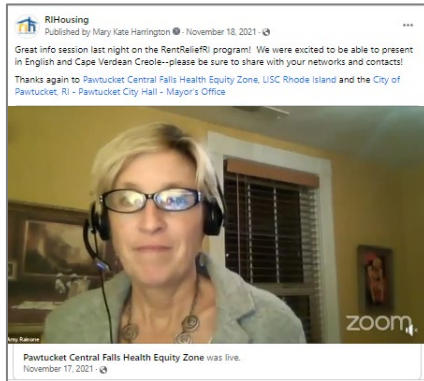 RIHousing
Published by Mary Kate Harrington · November 18, 2021 ·
Great info session last night on the RentReliefRI program! We were excited to be able to present
in English and Cape Verdean Creole--please be sure to share with your networks and contacts!
Thanks again to Pawtucket Central Falls Health Equity Zone, LISC Rhode Island and the City of
Pawtucket, RI - Pawtucket City Hall - Mayor's Office
Amy Rainone
zoom
Pawtucket Central Falls Health Equity Zone was live.
November 17, 2021 ·